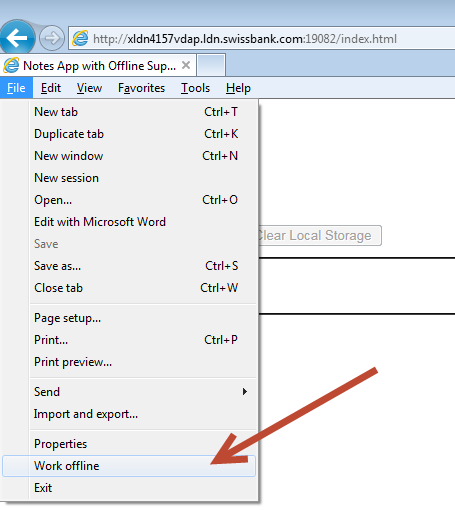 http://xldn4157vdap.ldn.swissbank.com:19082/index.html
Notes App with Offline Sup...
File Edit View Favorites Tools Help
New tab Ctrl+T
Duplicate tab Ctrl+K
New window Ctrl+N
New session
Open... Ctrl+O
Edit with Microsoft Word
Save
Clear Local Storage
Save as... Ctrl+S
Close tab Ctrl+W
Page setup...
Print... Ctrl+P
Print preview...
Send
Import and export...
Properties
Work offline
Exit